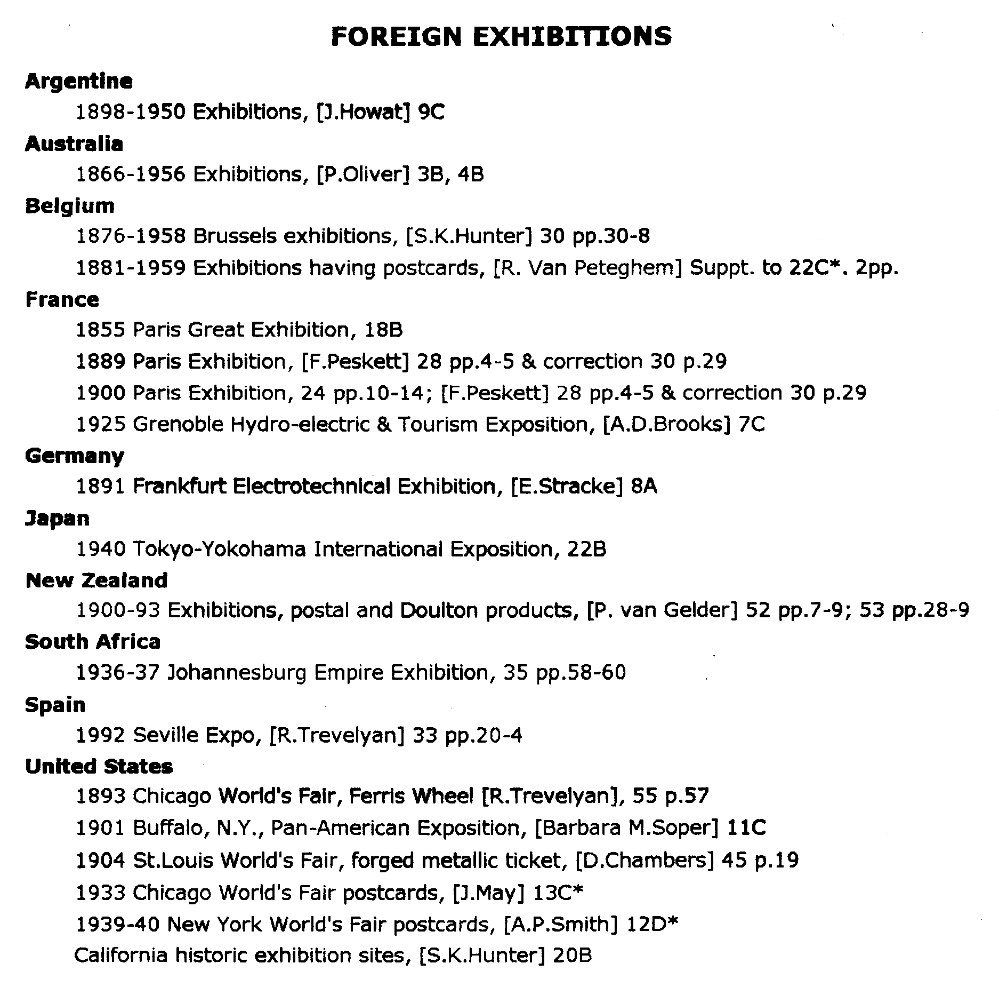 FOREIGN EXHIBITIONS
Argentine
1898-1950 Exhibitions, [J.Howat] 9C
Australia
1866-1956 Exhibitions, [P.Oliver] 3B, 4B
Belgium
1876-1958 Brussels exhibitions, [S.K.Hunter] 30 pp.30-8
1881-1959 Exhibitions having postcards, [R. Van Peteghem] Suppt. to 22C*. 2pp.
France
1855 Paris Great Exhibition, 18B
1889 Paris Exhibition, [F.Peskett] 28 pp.4-5 & correction 30 p.29
1900 Paris Exhibition, 24 pp.10-14; [F.Peskett] 28 pp.4-5 & correction 30 p.29
1925 Grenoble Hydro-electric & Tourism Exposition, [A.D.Brooks] 7C
Germany
1891 Frankfurt Electrotechnical Exhibition, [E.Stracke] 8A
Japan
1940 Tokyo-Yokohama International Exposition, 22B
New Zealand
1900-93 Exhibitions, postal and Doulton products, [P. van Gelder] 52 pp.7-9; 53 pp.28-9
South Africa
1936-37 Johannesburg Empire Exhibition, 35 pp.58-60
Spain
1992 Seville Expo, [R.Trevelyan] 33 pp.20-4
United States
1893 Chicago World's Fair, Ferris Wheel [R.Trevelyan], 55 p.57
1901 Buffalo, N.Y., Pan-American Exposition, [Barbara M.Soper] 11C
1904 St.Louis World's Fair, forged metallic ticket, [D.Chambers] 45 p.19
1933 Chicago World's Fair postcards, [J.May] 13C*
1939-40 New York World's Fair postcards, [A.P.Smith] 12D*
California historic exhibition sites, [S.K.Hunter] 20B